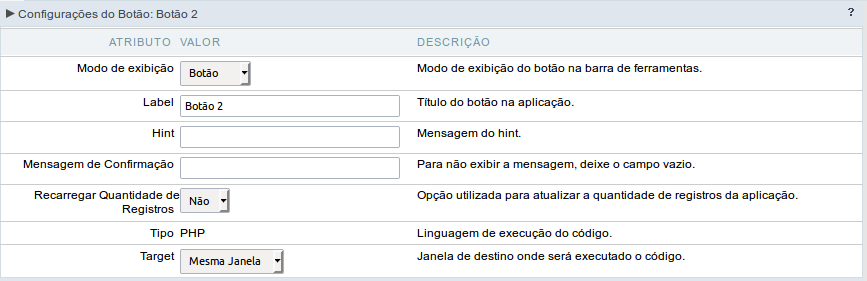 Configurações do Botão: Botão 2 ?
ATRIBUTO VALOR DESCRIÇÃO
Modo de exibição Botão Modo de exibição do botão na barra de ferramentas.
Label Botão 2 Título do botão na aplicação.
Hint Mensagem do hint.
Mensagem de Confirmação Para não exibir a mensagem, deixe o campo vazio.
Recarregar Quantidade de Não Opção utilizada para atualizar a quantidade de registros da aplicação.
Registros
Tipo PHP Linguagem de execução do código.
Target Mesma Janela Janela de destino onde será executado o código.